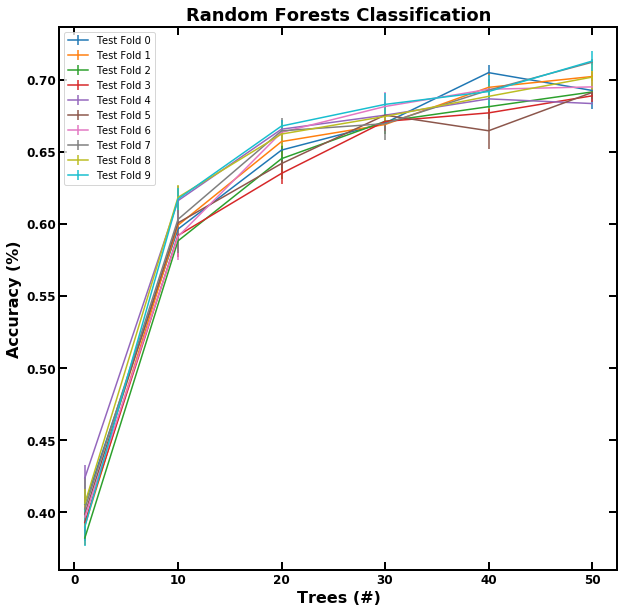 Random Forests Classification
Test Fold 0
Test Fold 1
Test Fold 2
Test Fold 3
Test Fold 4
Test Fold 5
Test Fold 6
Test Fold 7
Test Fold 8
Test Fold 9
0.70
0.65
0.60
0.55
0.50
0.45
0.40
Accuracy (%)
0 10 20 30 40 50
Trees (#)